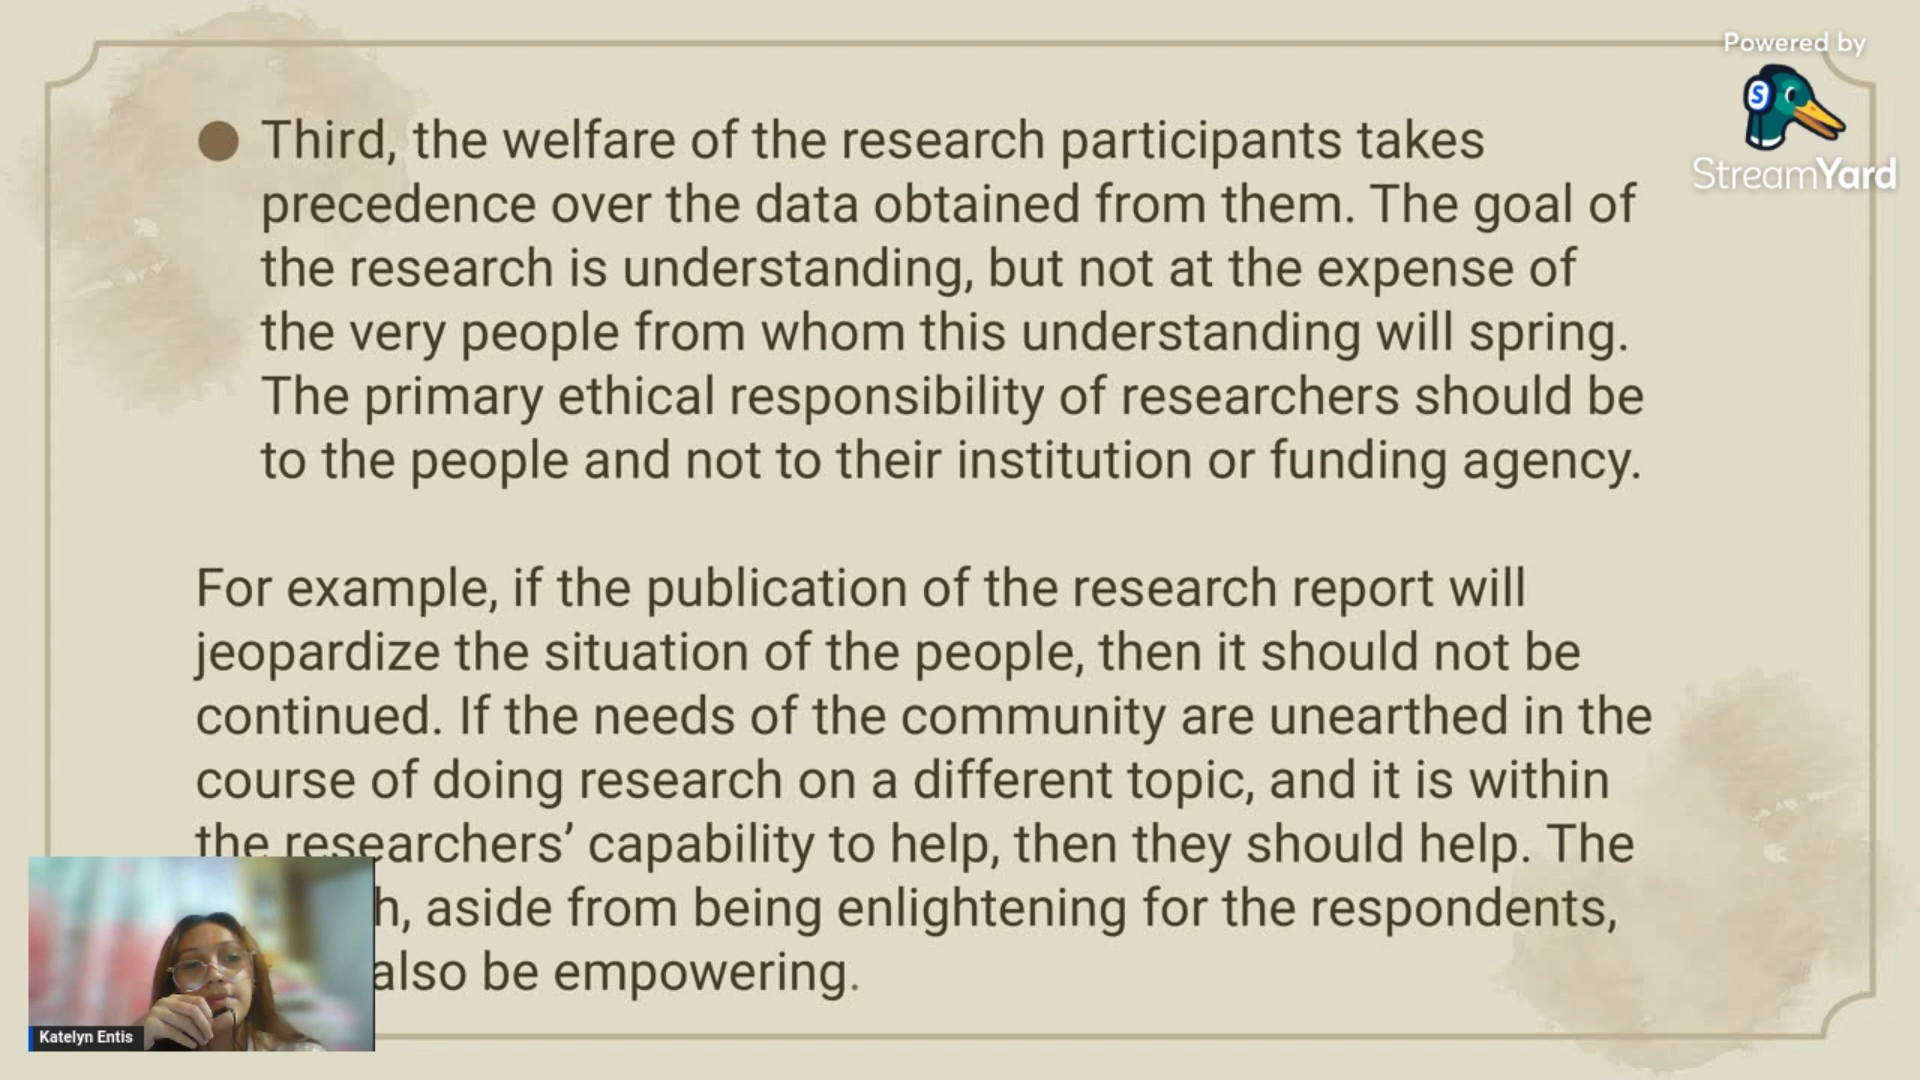 Powered by
S
StreamYard
Third, the welfare of the research participants takes
precedence over the data obtained from them. The goal of
the research is understanding, but not at the expense of
the very people from whom this understanding will spring.
The primary ethical responsibility of researchers should be
to the people and not to their institution or funding agency.
For example, if the publication of the research report will
jeopardize the situation of the people, then it should not be
continued. If the needs of the community are unearthed in the
course of doing research on a different topic, and it is within
the researchers’ capability to help, then they should help. The
h, aside from being enlightening for the respondents,
also be empowering.
Katelyn Entis